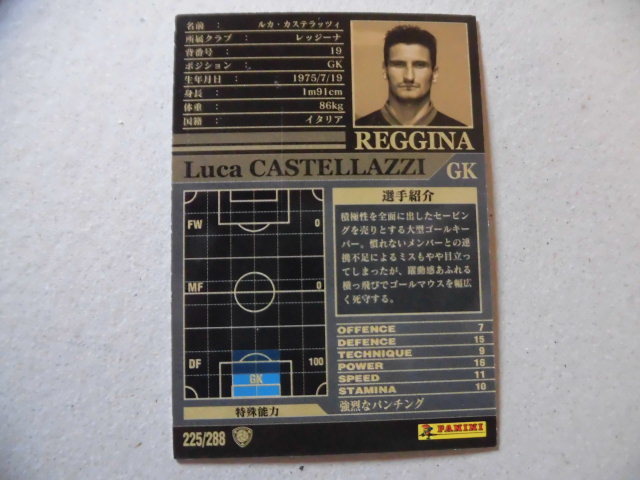 名前 : ルカ・カステラッツィ
所属クラブ : レッジーナ
背番号 : 19
ポジション : GK
生年月日 : 1975/7/19
身長 : 1m91cm
体重 : 86kg
国籍 : イタリア
REGGINA
Luca CASTELLAZZI GK
FW 0
MF 0
DF 100
GK
選手紹介
積極性を全面に出したセービン
グを売りとする大型ゴールキー
パー。慣れないメンバーとの連
携不足によるミスもやや目立っ
てしまったが、躍動感あふれる
横っ飛びでゴールマウスを幅広
く死守する。
OFFENCE 7
DEFENCE 15
TECHNIQUE 9
POWER 16
SPEED 11
STAMINA 10
特殊能力 強烈なパンチング
225/288
PANINI